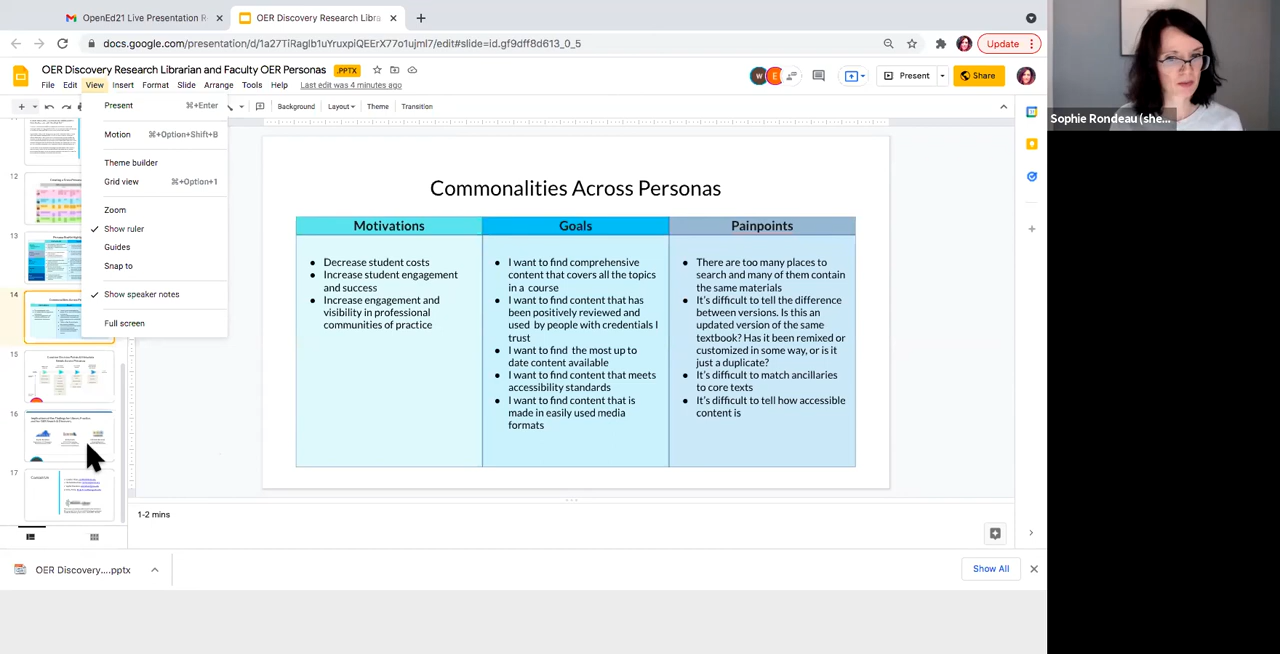 OpenEd21 Live Presentation R
OER Discovery Research Libra
docs.google.com/presentation/d/1a27TiRagIb1uYruxpiQEErX77o1ujml7/edit#slide=id.gf9dff8d613_0_5
Update
OER Discovery Research Librarian and Faculty OER Personas .PPTX
File Edit View Insert Format Slide Arrange Tools Help Last edit was 4 minutes ago
W E
Present
Share
Background Layout Theme Transition
Present ⌘+Enter
Motion ⌘+Option+Shift+B
Theme builder
Grid view ⌘+Option+1
Zoom
Show ruler
Guides
Snap to
Show speaker notes
Full screen
12
13
14
15
16
17
Contact Us
Commonalities Across Personas
Motivations
Decrease student costs
Increase student engagement
and success
Increase engagement and
visibility in professional
communities of practice
Goals
I want to find comprehensive
content that covers all the topics
in a course
I want to find content that has
been positively reviewed and
used by people with credentials I
trust
I want to find the most up to
date content available
I want to find content that meets
accessibility standards
I want to find content that is
made in easily used media
formats
Painpoints
There are too many places to
search and many of them contain
the same materials
It's difficult to tell the difference
between versions. Is this an
updated version of the same
textbook? Has it been remixed or
customized in some way, or is it
just a duplicate?
It's difficult to match ancillaries
to core texts
It's difficult to tell how accessible
content is
1-2 mins
OER Discovery....pptx
Show All
Sophie Rondeau (she...